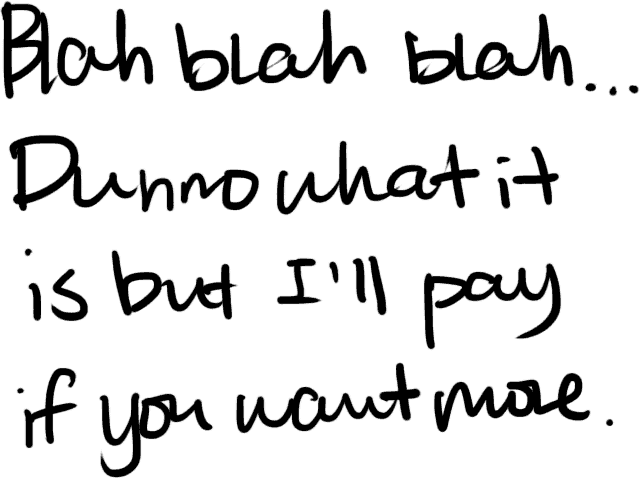 Blah blah blah...
Dunno what it
is but I'll pay
if you want more.